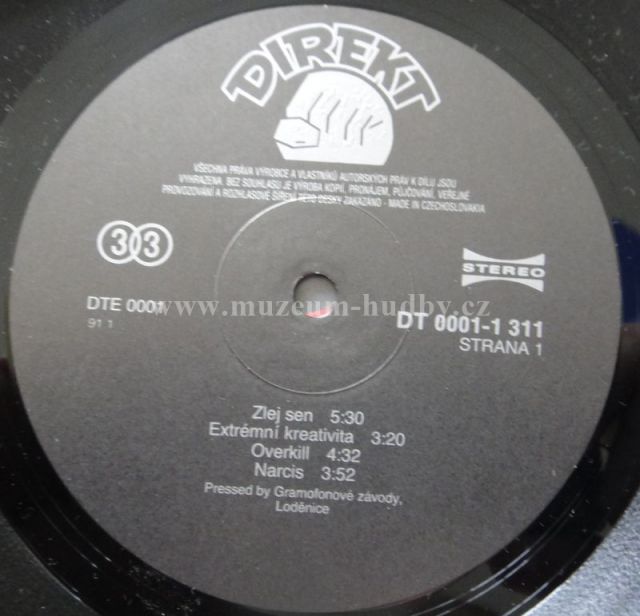 DIREKT
VŠECHNA PRÁVA VÝROBCE A VLASTNÍKŮ AUTORSKÝCH PRÁV K DÍLU JSOU
VYHRAZENA. BEZ SOUHLASU JE VÝROBA KOPIÍ, PRONÁJEM, PŮJČOVÁNÍ, VEŘEJNÉ
PROVOZOVÁNÍ A ROZHLASOVÉ ŠÍŘENÍ TÉTO DESKY ZAKÁZÁNO - MADE IN CZECHOSLOVAKIA
33
STEREO
DTE 0001
www.muzeum-hudby.cz
91 1
DT 0001-1 311
STRANA 1
Zlej sen 5:30
Extrémní kreativita 3:20
Overkill 4:32
Narcis 3:52
Pressed by Gramofonové závody,
Loděnice